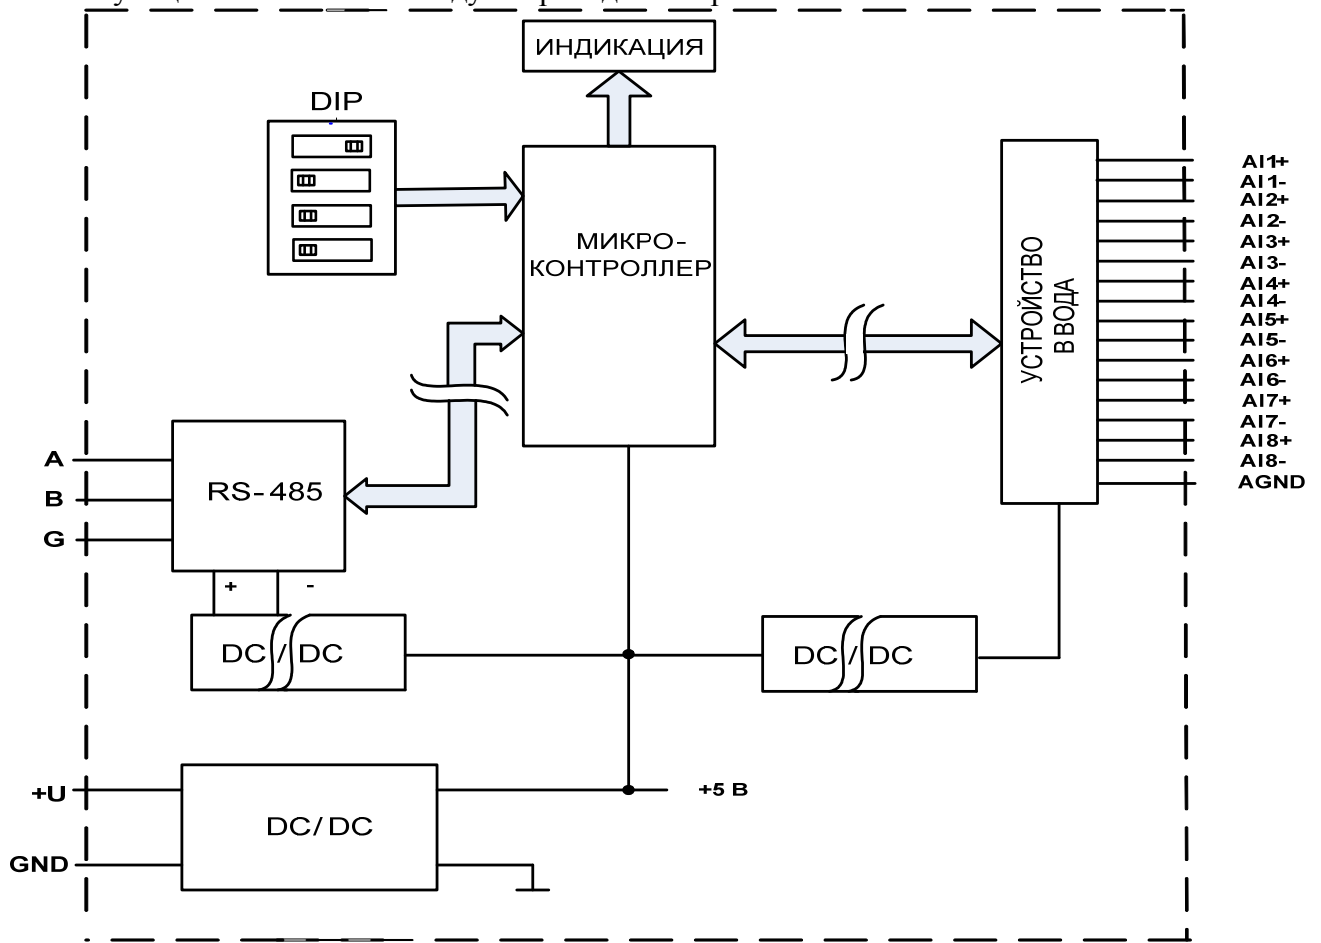 ИНДИКАЦИЯ
DIP
МИКРО-
КОНТРОЛЛЕР
УСТРОЙСТВО
ВВОДА
AI1+
AI1-
AI2+
AI2-
AI3+
AI3-
AI4+
AI4-
AI5+
AI5-
AI6+
AI6-
AI7+
AI7-
AI8+
AI8-
AGND
A
B
G
RS-485
+ -
DC/DC
DC/DC
+U
GND
DC/DC
+5 В